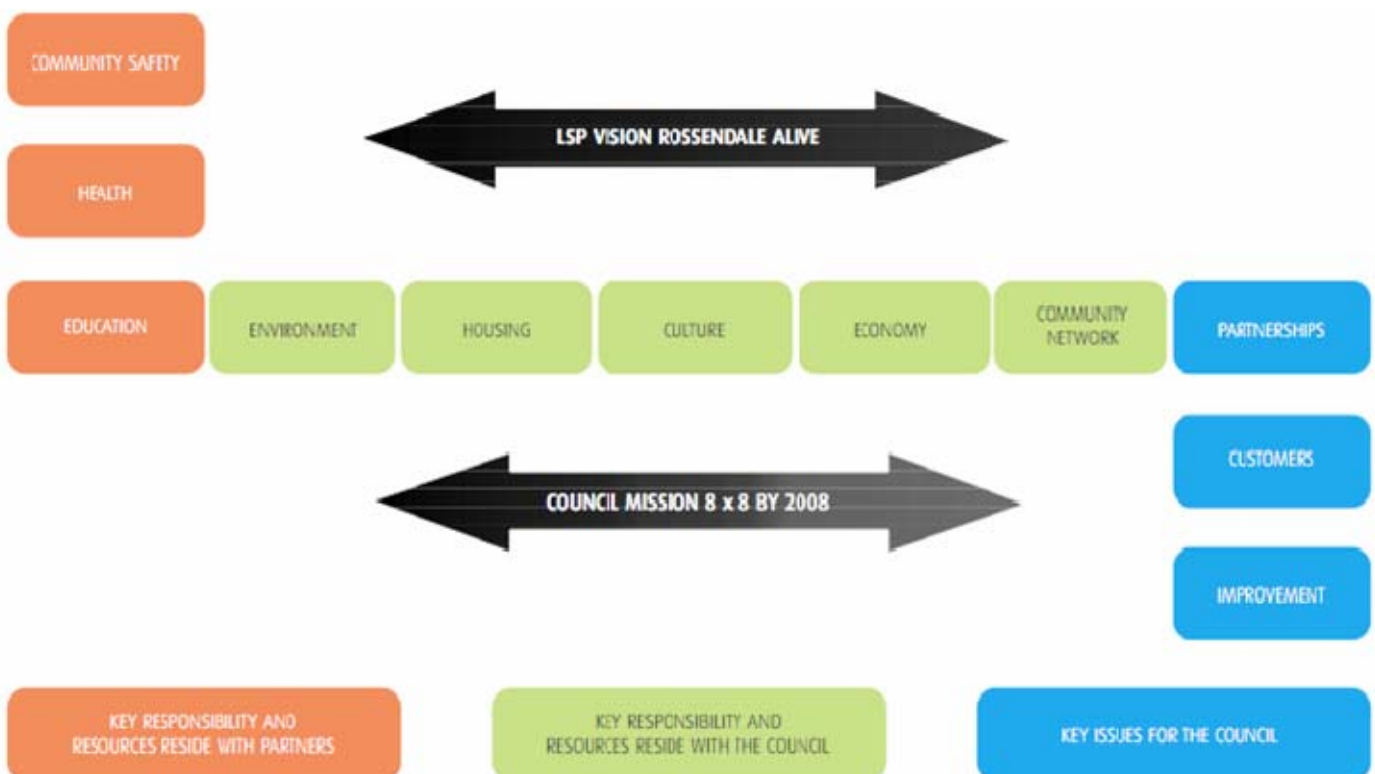 COMMUNITY SAFETY
LSP VISION ROSSENDALE ALIVE
HEALTH
EDUCATION
ENVIRONMENT
HOUSING
CULTURE
ECONOMY
COMMUNITY
NETWORK
PARTNERSHIPS
CUSTOMERS
COUNCIL MISSION 8 x 8 BY 2008
IMPROVEMENT
KEY RESPONSIBILITY AND
RESOURCES RESIDE WITH PARTNERS
KEY RESPONSIBILITY AND
RESOURCES RESIDE WITH THE COUNCIL
KEY ISSUES FOR THE COUNCIL